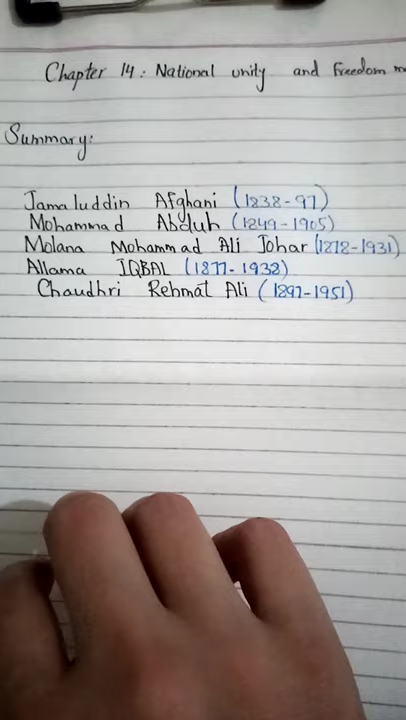 Chapter 14: National unity and Freedom m
Summary:
Jamaluddin Afghani (1838-97)
Mohammad Abduh (1849-1905)
Molana Mohammad Ali Johar (1878-1931)
Allama IQBAL (1877-1938)
Chaudhri Rehmat Ali (1897-1951)